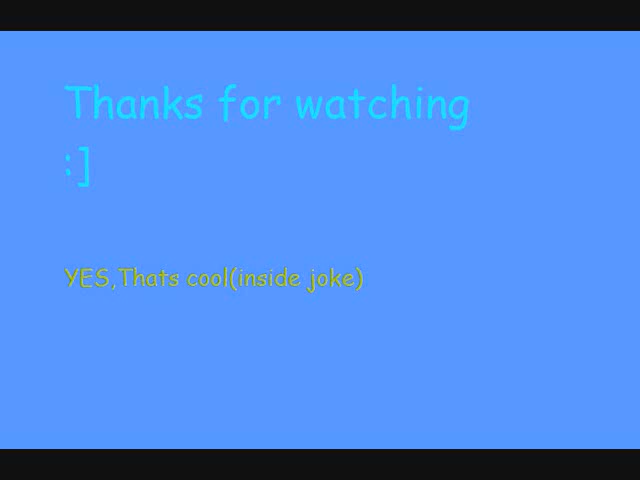 Thanks for watching
:]
YES,Thats cool(inside joke)